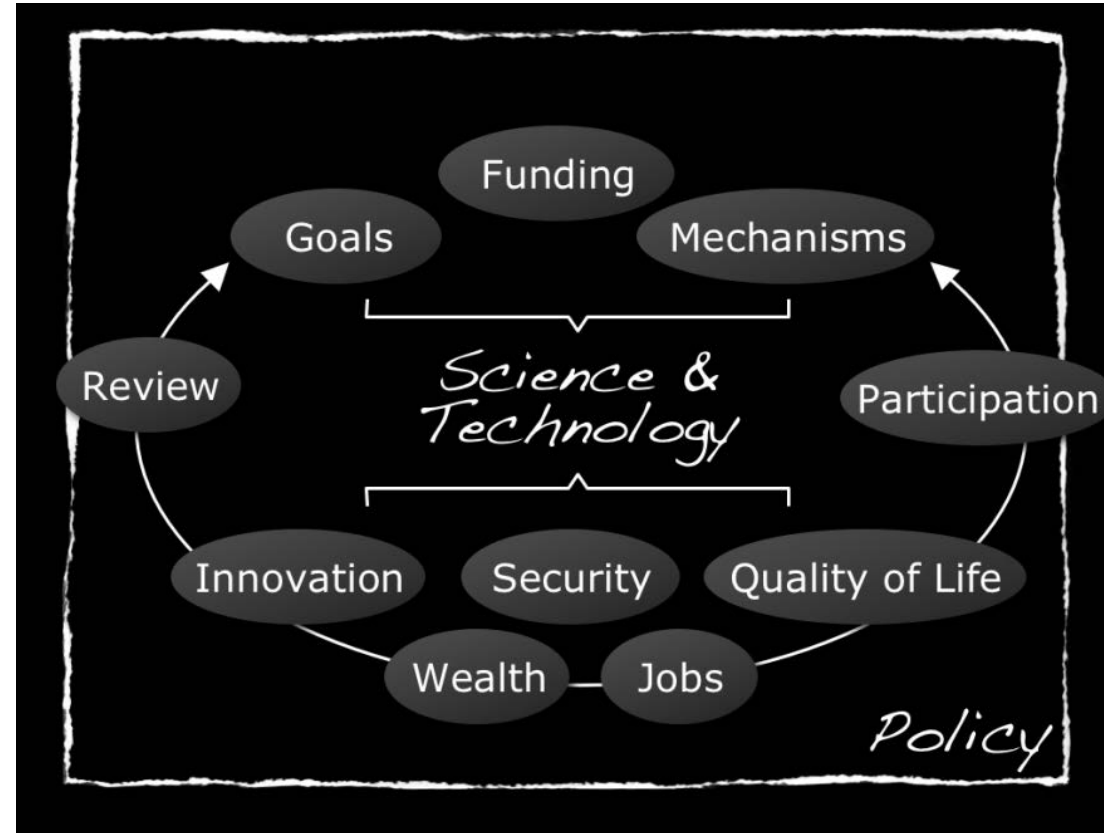 Funding
Goals
Mechanisms
Science &
Technology
Review
Participation
Innovation
Security
Quality of Life
Wealth
Jobs
Policy